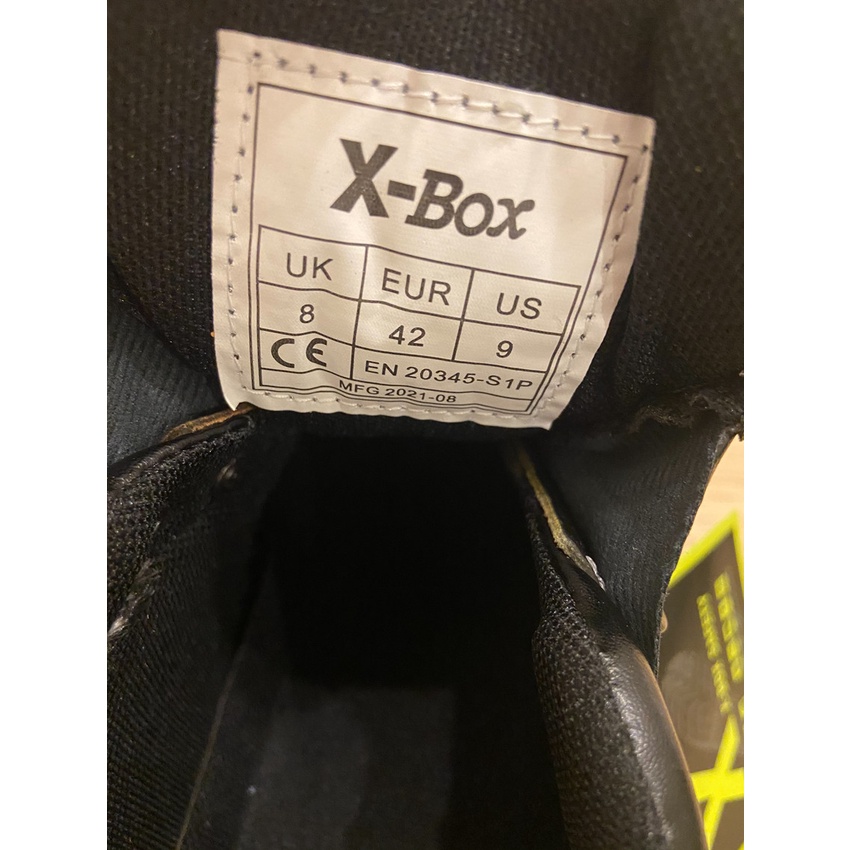 X-Box
UK EUR US
8 42 9
CE EN 20345-S1P
MFG 2021-08